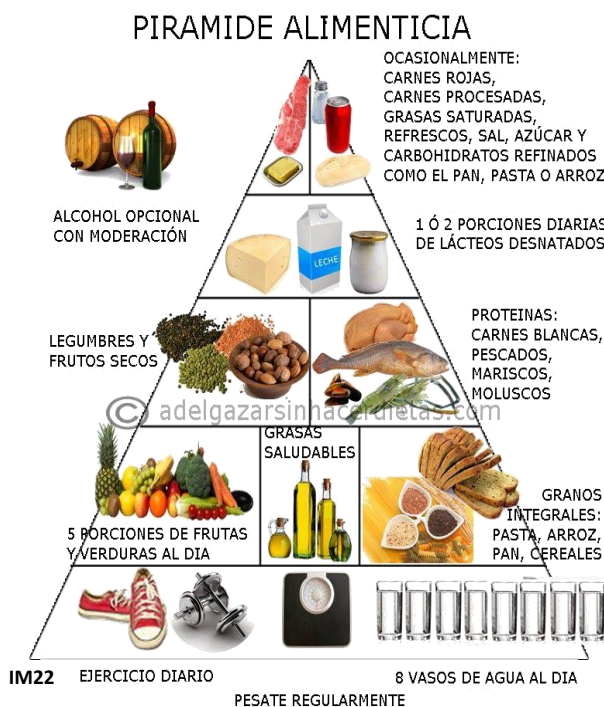 PIRAMIDE ALIMENTICIA
OCASIONALMENTE:
CARNES ROJAS,
CARNES PROCESADAS,
GRASAS SATURADAS,
REFRESCOS, SAL, AZÚCAR Y
CARBOHIDRATOS REFINADOS
COMO EL PAN, PASTA O ARROZ
ALCOHOL OPCIONAL
CON MODERACIÓN
1 Ó 2 PORCIONES DIARIAS
DE LÁCTEOS DESNATADOS
LECHE
LEGUMBRES Y
FRUTOS SECOS
PROTEINAS:
CARNES BLANCAS,
PESCADOS,
MARISCOS,
MOLUSCOS
© adelgazarsinhacerdietas.com
GRASAS
SALUDABLES
5 PORCIONES DE FRUTAS
Y VERDURAS AL DIA
GRANOS
INTEGRALES:
PASTA, ARROZ,
PAN, CEREALES
IM22
EJERCICIO DIARIO
8 VASOS DE AGUA AL DIA
PESATE REGULARMENTE